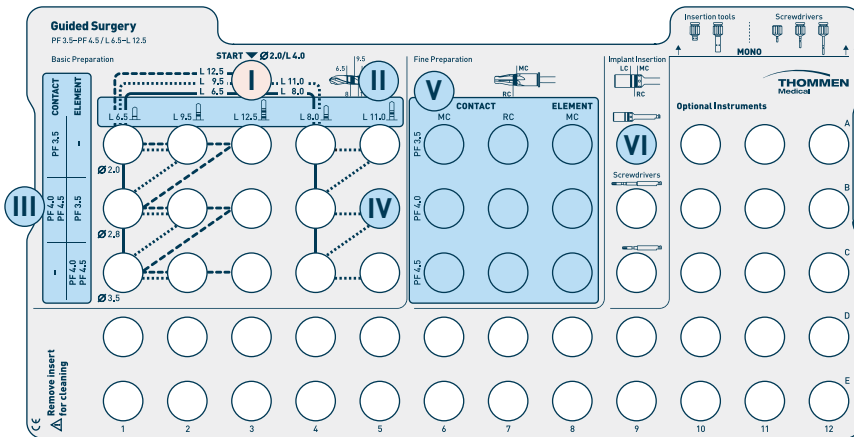 Guided Surgery
PF 3.5–PF 4.5 / L 6.5–L 12.5
Basic Preparation
START Ø 2.0/L 4.0
L 12.5
L 9.5
L 6.5
I
L 11.0
L 8.0
9.5
6.5
8
II
Fine Preparation
MC
RC
V
Implant Insertion
LC MC
RC
VI
Screwdrivers
Insertion tools
Screwdrivers
MONO
THOMMEN
Medical
Optional Instruments
CONTACT
ELEMENT
L 6.5
L 9.5
L 12.5
L 8.0
L 11.0
CONTACT
ELEMENT
MC
RC
MC
PF 3.5
–
PF 4.0
PF 4.5
PF 3.5
–
PF 4.0
PF 4.5
III
IV
Ø 2.0
Ø 2.8
Ø 3.5
PF 3.5
PF 4.0
PF 4.5
A
B
C
D
E
Remove insert
for cleaning
CE
1
2
3
4
5
6
7
8
9
10
11
12